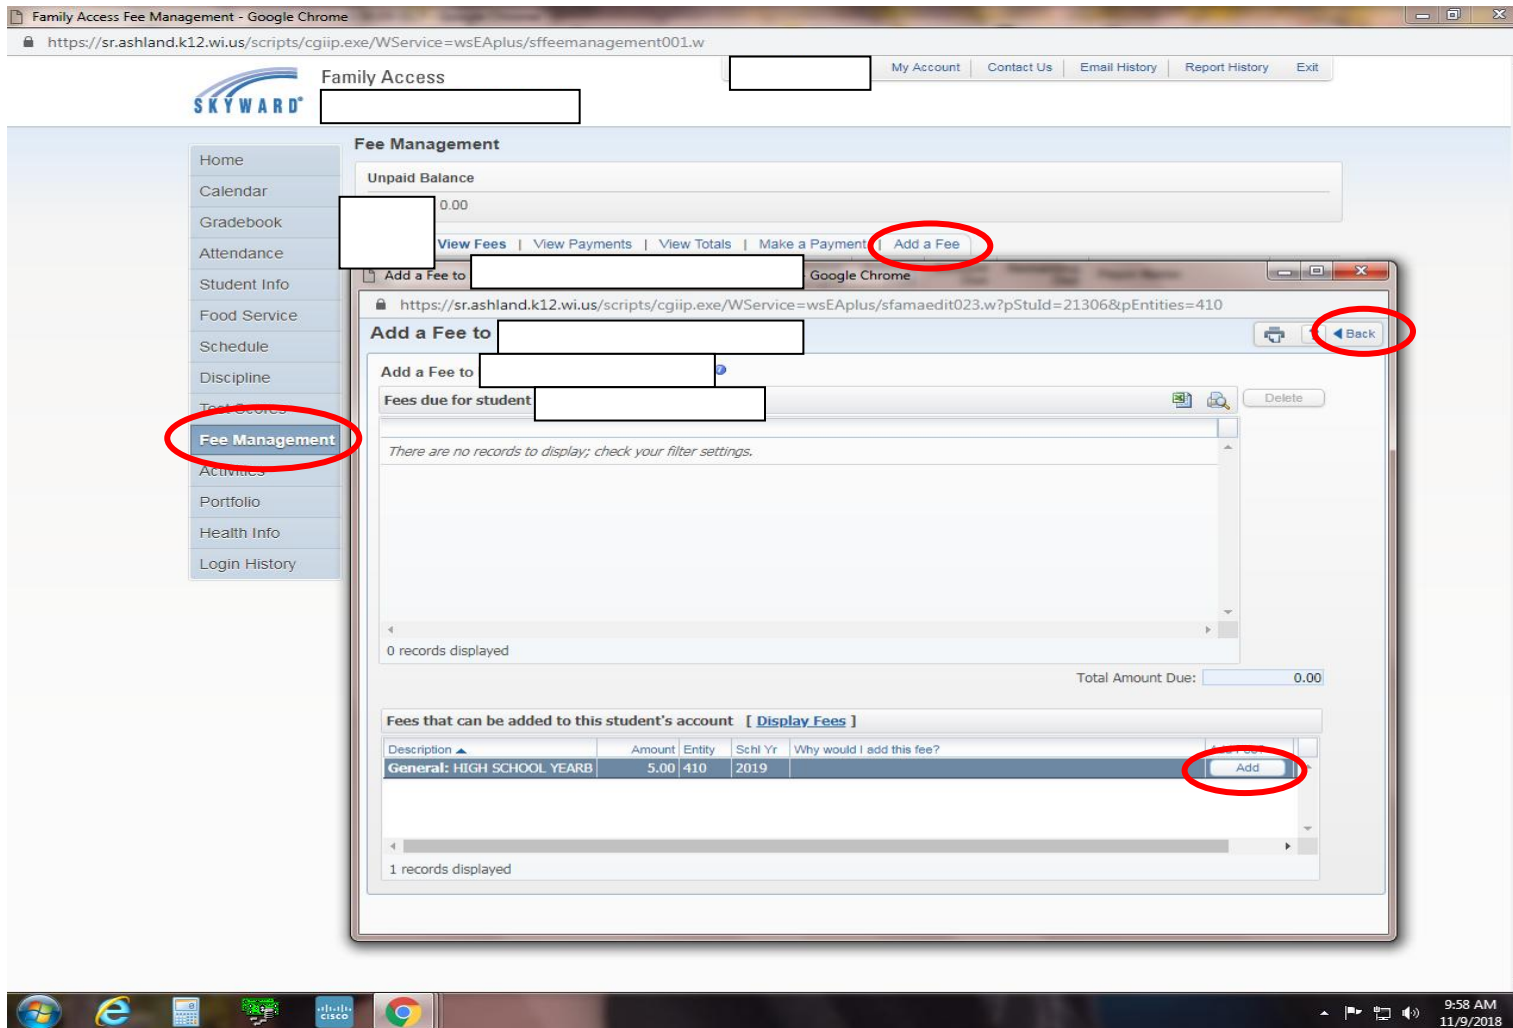 Family Access Fee Management - Google Chrome
https://sr.ashland.k12.wi.us/scripts/cgiip.exe/WService=wsEAplus/sffeemanagement001.w
SKYWARD®
Family Access
My Account | Contact Us | Email History | Report History Exit
Fee Management
Unpaid Balance
0.00
View Fees | View Payments | View Totals | Make a Payment | Add a Fee
Home
Calendar
Gradebook
Attendance
Student Info
Food Service
Schedule
Discipline
Test Scores
Fee Management
Activities
Portfolio
Health Info
Login History
Add a Fee to - Google Chrome
https://sr.ashland.k12.wi.us/scripts/cgiip.exe/WService=wsEAplus/sfamaedit023.w?pStuId=21306&pEntities=410
Add a Fee to
? Back
Add a Fee to
Fees due for student
Delete
There are no records to display; check your filter settings.
0 records displayed
Total Amount Due: 0.00
Fees that can be added to this student's account [ Display Fees ]
Description Amount Entity Schl Yr Why would I add this fee? Add Fee?
General: HIGH SCHOOL YEARB 5.00 410 2019 Add
1 records displayed
cisco
9:58 AM
11/9/2018